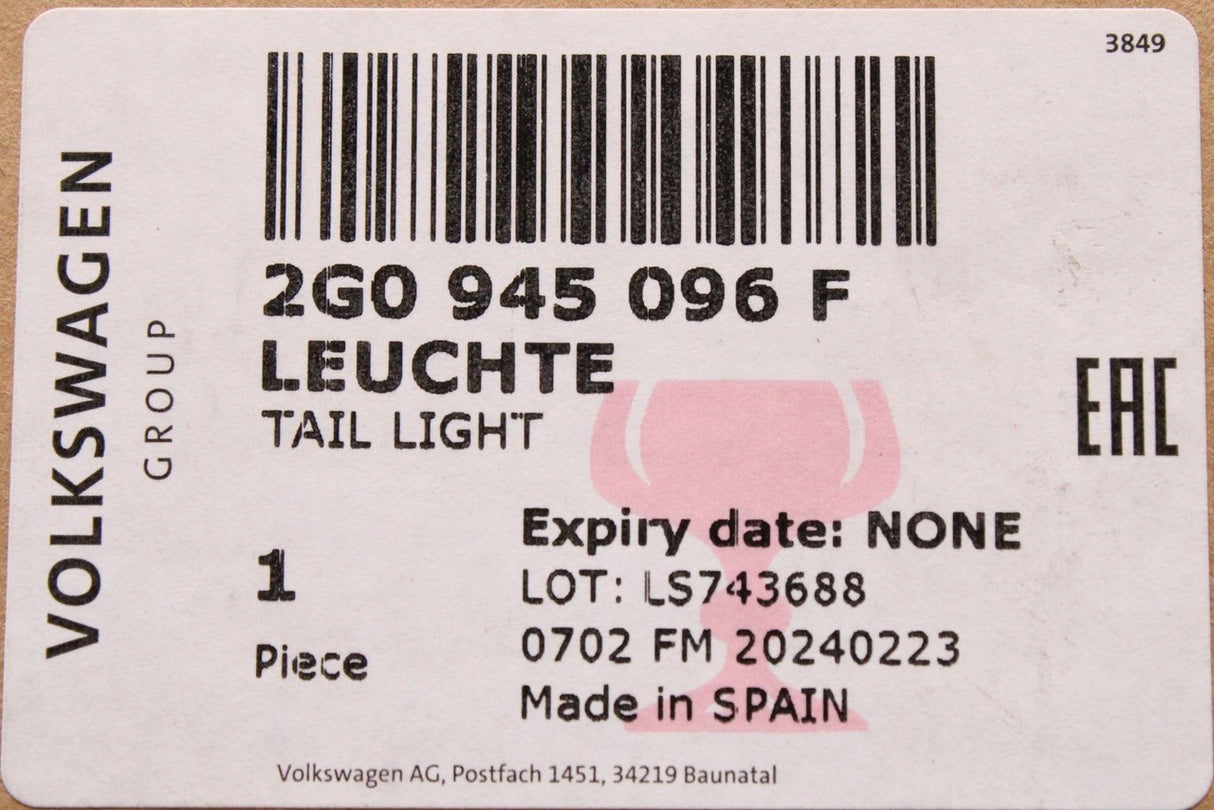 3849
VOLKSWAGEN
GROUP
2G0 945 096 F
LEUCHTE
TAIL LIGHT
EAC
1
Piece
Expiry date: NONE
LOT: LS743688
0702 FM 20240223
Made in SPAIN
Volkswagen AG, Postfach 1451, 34219 Baunatal